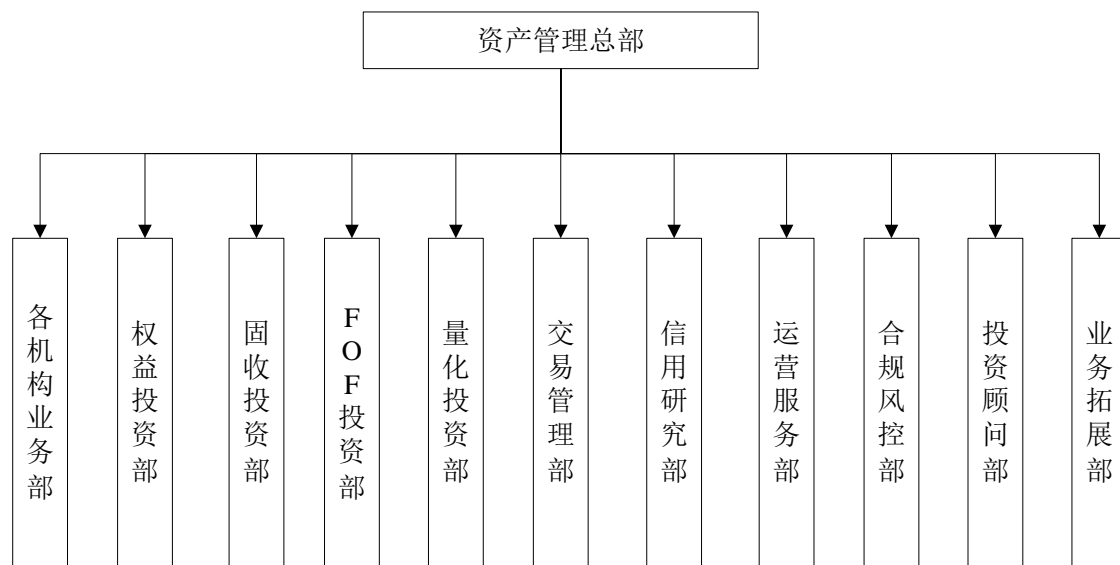 资产管理总部
各机构业务部
权益投资部
固收投资部
FOF投资部
量化投资部
交易管理部
信用研究部
运营服务部
合规风控部
投资顾问部
业务拓展部